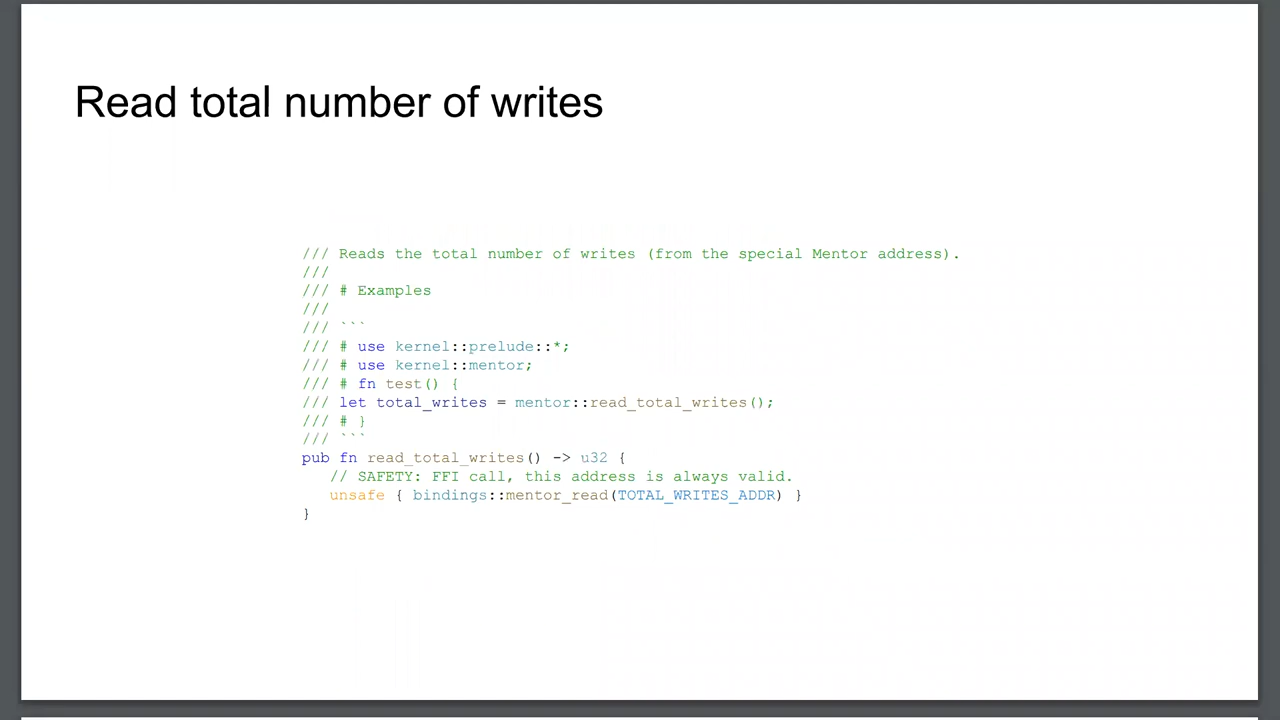 Read total number of writes
/// Reads the total number of writes (from the special Mentor address).
///
/// # Examples
///
/// ```
/// # use kernel::prelude::*;
/// # use kernel::mentor;
/// # fn test() {
/// let total_writes = mentor::read_total_writes();
/// # }
/// ```
pub fn read_total_writes() -> u32 {
// SAFETY: FFI call, this address is always valid.
unsafe { bindings::mentor_read(TOTAL_WRITES_ADDR) }
}